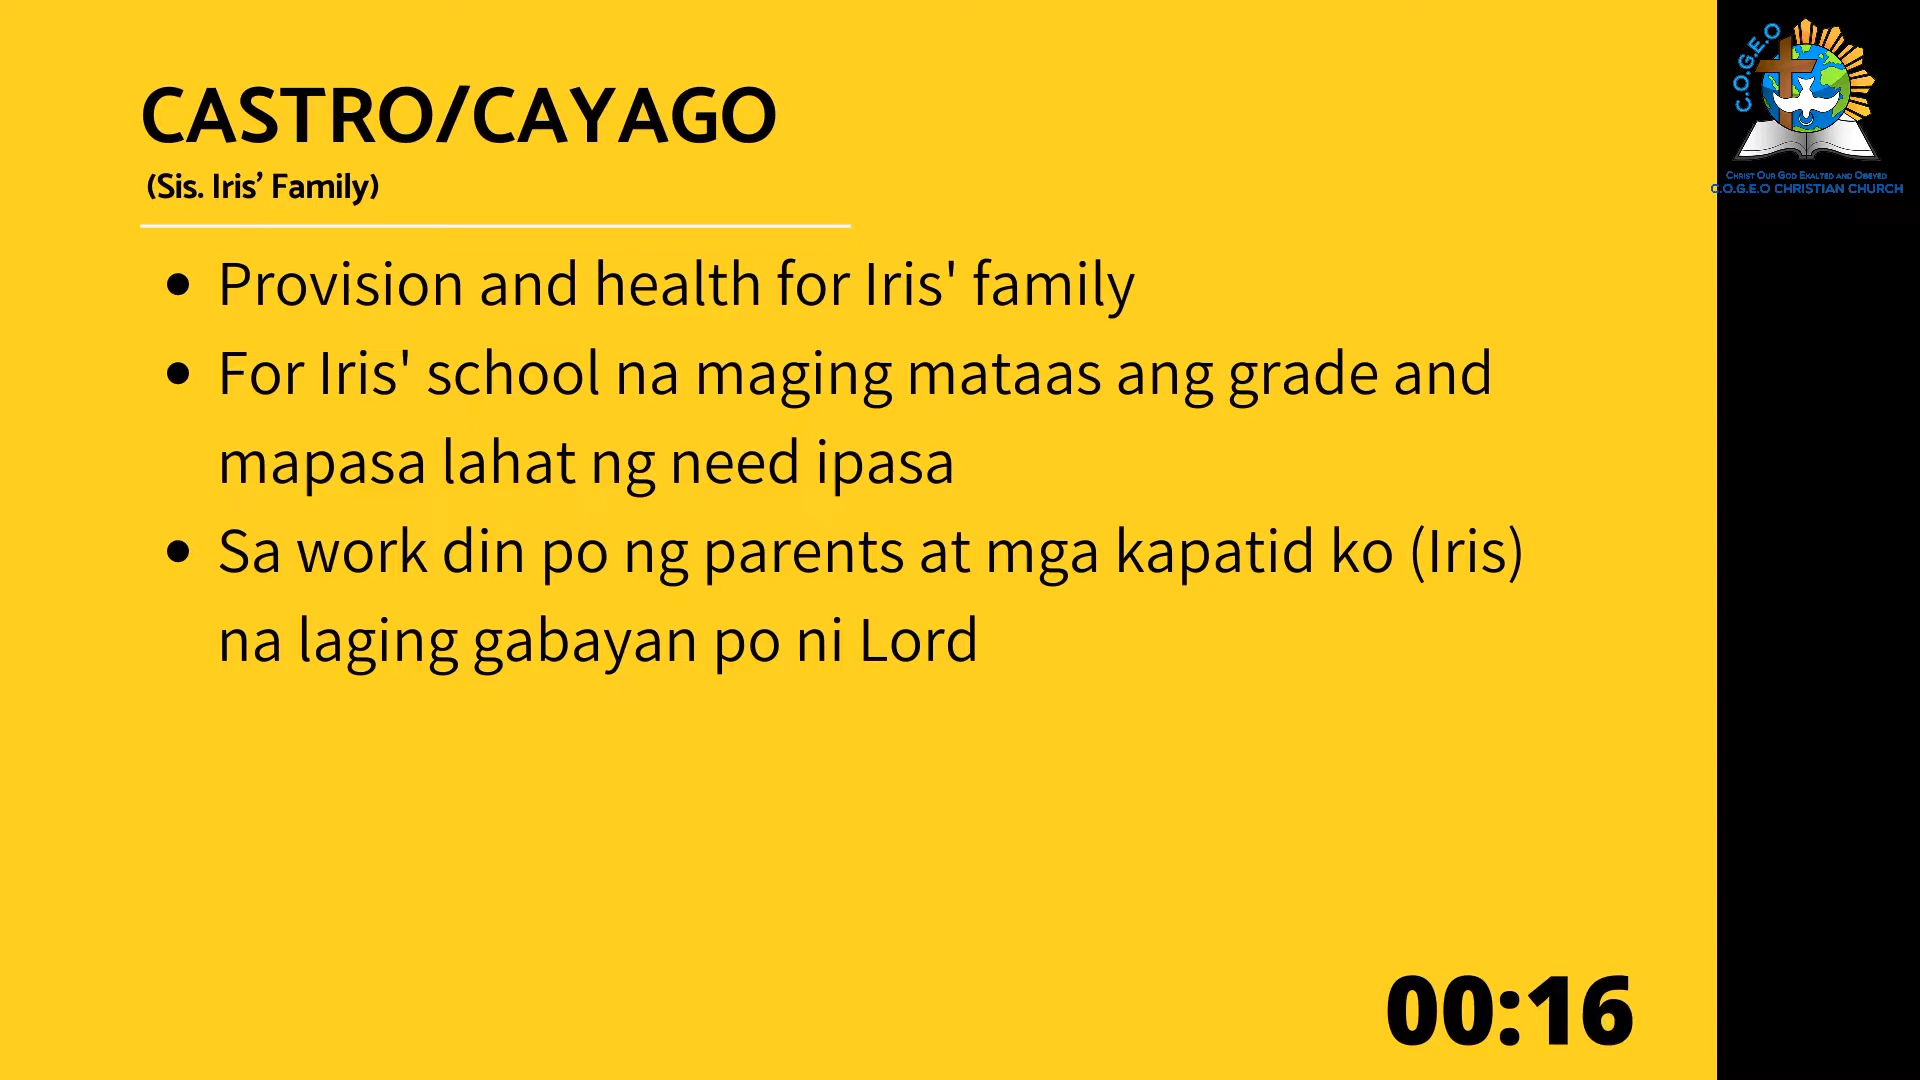 CASTRO/CAYAGO
(Sis. Iris’ Family)
• Provision and health for Iris' family
• For Iris' school na maging mataas ang grade and
mapasa lahat ng need ipasa
• Sa work din po ng parents at mga kapatid ko (Iris)
na laging gabayan po ni Lord
00:16
C.O.G.E.O
CHRIST OUR GOD EXALTED AND OBEYED
C.O.G.E.O CHRISTIAN CHURCH